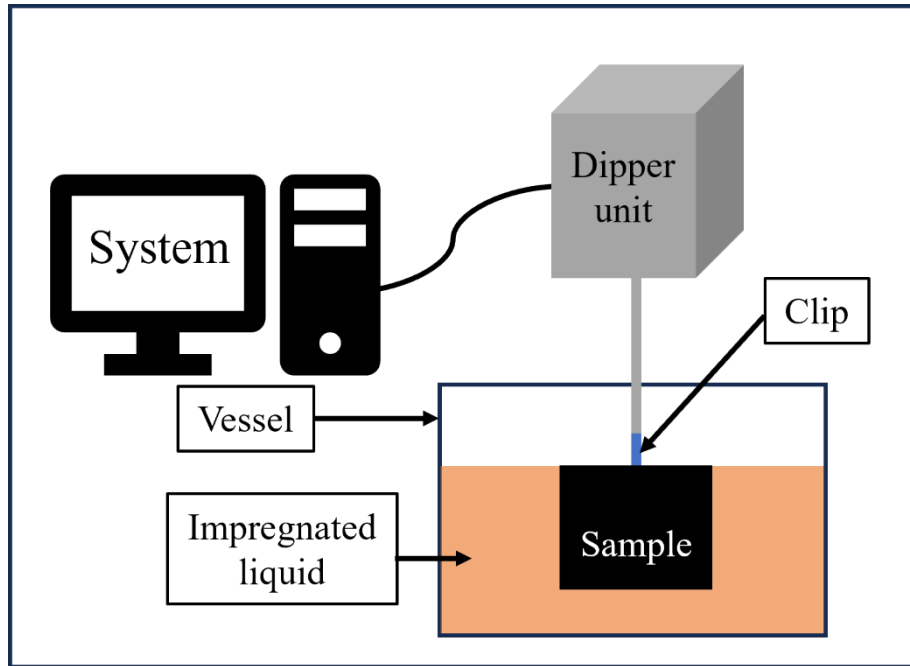 System
Dipper
unit
Clip
Vessel
Impregnated
liquid
Sample